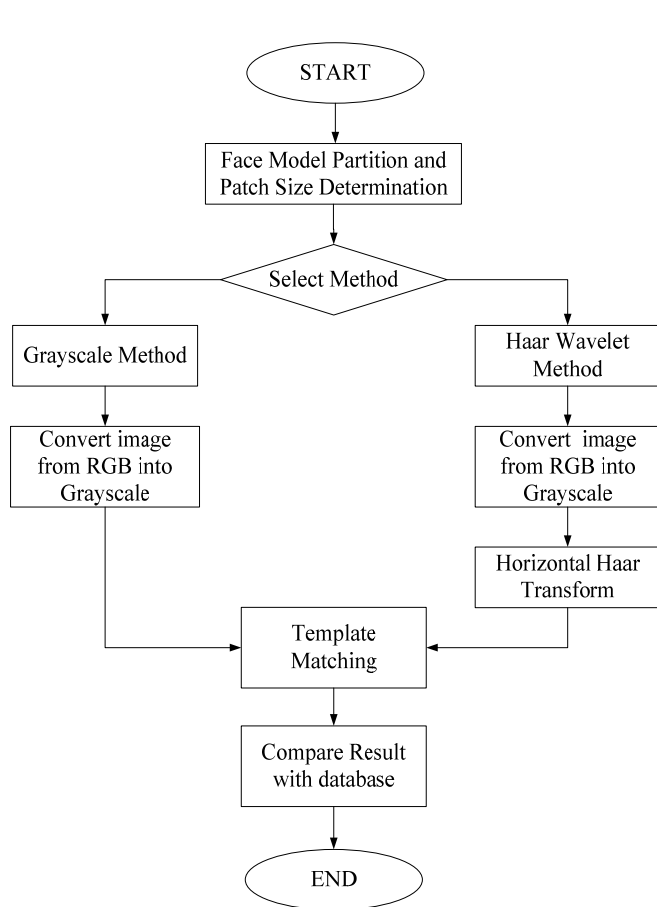 START
Face Model Partition and
Patch Size Determination
Select Method
Grayscale Method
Convert image
from RGB into
Grayscale
Haar Wavelet
Method
Convert image
from RGB into
Grayscale
Horizontal Haar
Transform
Template
Matching
Compare Result
with database
END